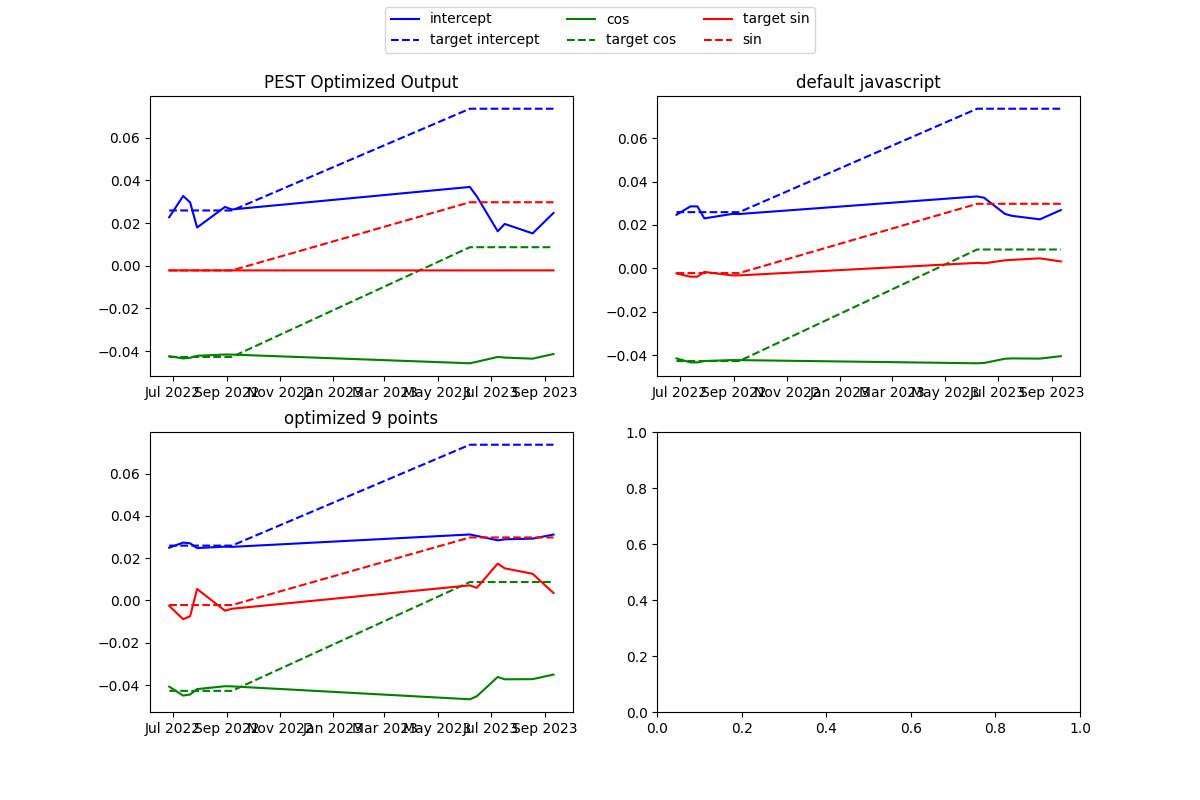 intercept cos target sin
target intercept target cos sin
PEST Optimized Output default javascript
0.06 0.06
0.04 0.04
0.02 0.02
0.00 0.00
−0.02 −0.02
−0.04 −0.04
Jul 2022 Sep 2022 Nov 2022 Jan 2023 Mar 2023 May 2023 Jul 2023 Sep 2023 Jul 2022 Sep 2022 Nov 2022 Jan 2023 Mar 2023 May 2023 Jul 2023 Sep 2023
optimized 9 points
0.06 1.0
0.04 0.8
0.02 0.6
0.00 0.4
−0.02 0.2
−0.04 0.0
Jul 2022 Sep 2022 Nov 2022 Jan 2023 Mar 2023 May 2023 Jul 2023 Sep 2023 0.0 0.2 0.4 0.6 0.8 1.0